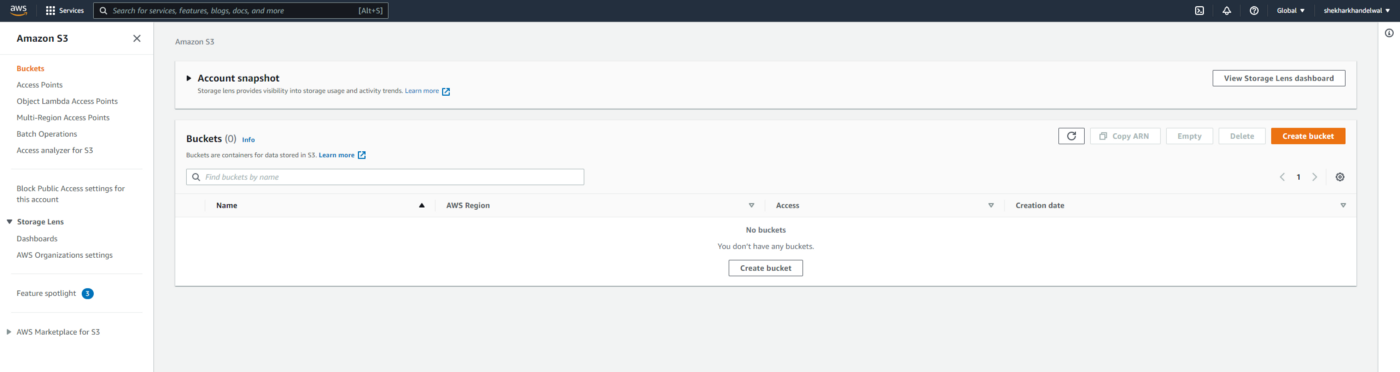 aws
Services
Search for services, features, blogs, docs, and more [Alt+S]
Global
shekharkhandelwal
Amazon S3
Buckets
Access Points
Object Lambda Access Points
Multi-Region Access Points
Batch Operations
Access analyzer for S3
Block Public Access settings for
this account
Storage Lens
Dashboards
AWS Organizations settings
Feature spotlight 3
AWS Marketplace for S3
Amazon S3
Account snapshot
Storage lens provides visibility into storage usage and activity trends. Learn more
View Storage Lens dashboard
Buckets (0) Info
Buckets are containers for data stored in S3. Learn more
Copy ARN
Empty
Delete
Create bucket
Find buckets by name
1
Name
AWS Region
Access
Creation date
No buckets
You don't have any buckets.
Create bucket